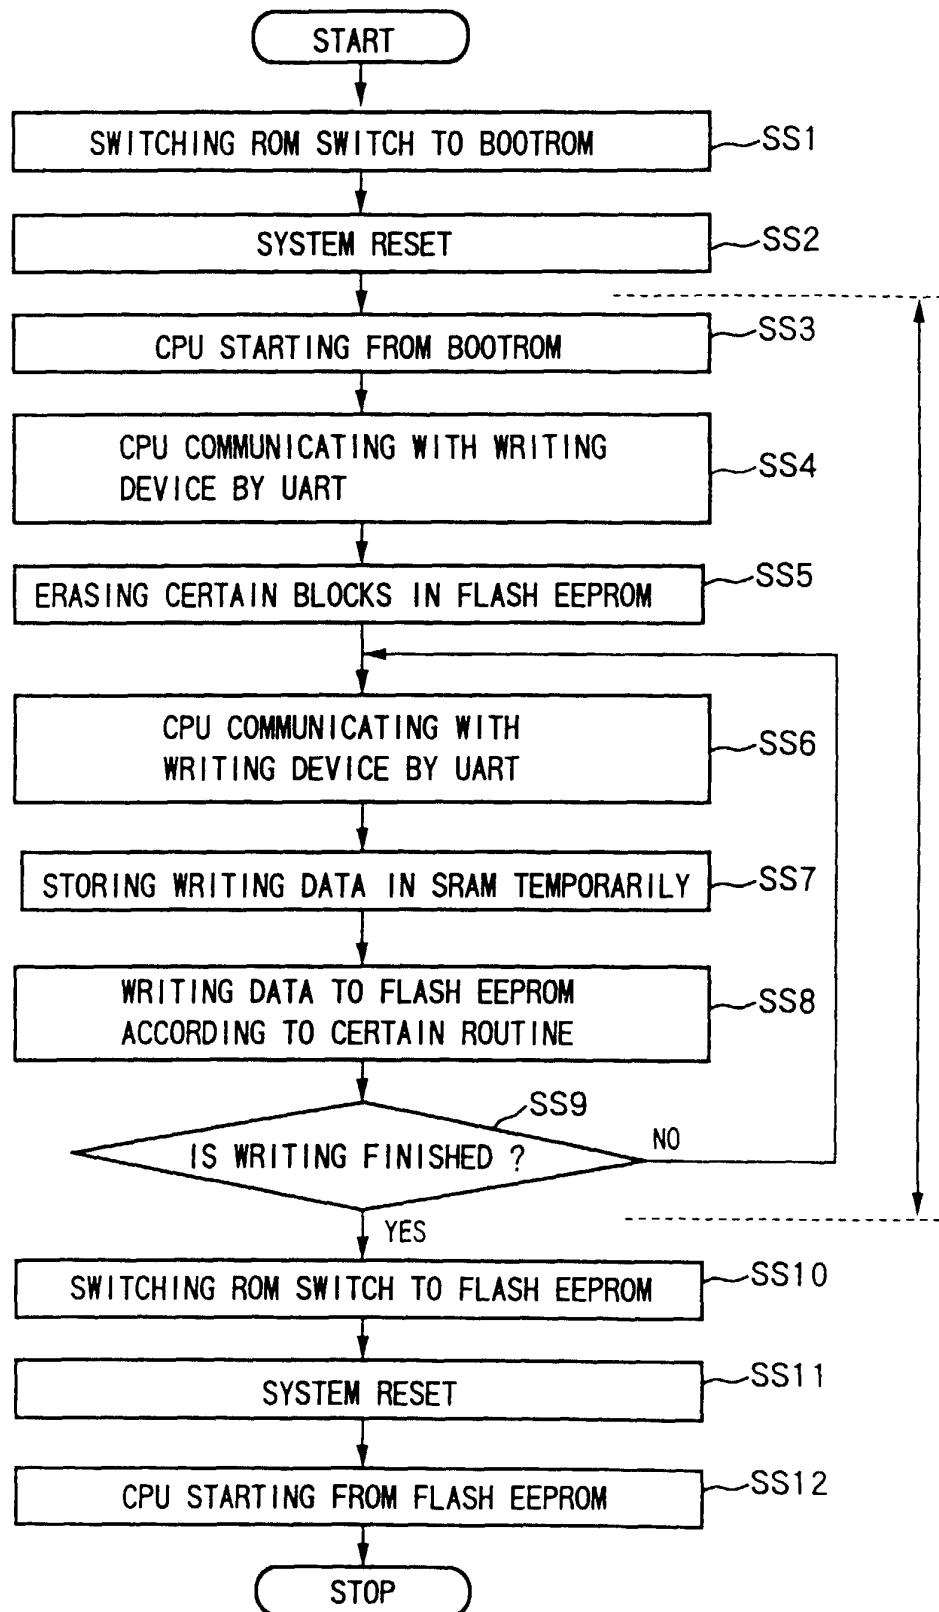 START
SWITCHING ROM SWITCH TO BOOTROM
SS1
SYSTEM RESET
SS2
CPU STARTING FROM BOOTROM
SS3
CPU COMMUNICATING WITH WRITING
DEVICE BY UART
SS4
ERASING CERTAIN BLOCKS IN FLASH EEPROM
SS5
CPU COMMUNICATING WITH
WRITING DEVICE BY UART
SS6
STORING WRITING DATA IN SRAM TEMPORARILY
SS7
WRITING DATA TO FLASH EEPROM
ACCORDING TO CERTAIN ROUTINE
SS8
SS9
IS WRITING FINISHED ?
NO
YES
SWITCHING ROM SWITCH TO FLASH EEPROM
SS10
SYSTEM RESET
SS11
CPU STARTING FROM FLASH EEPROM
SS12
STOP